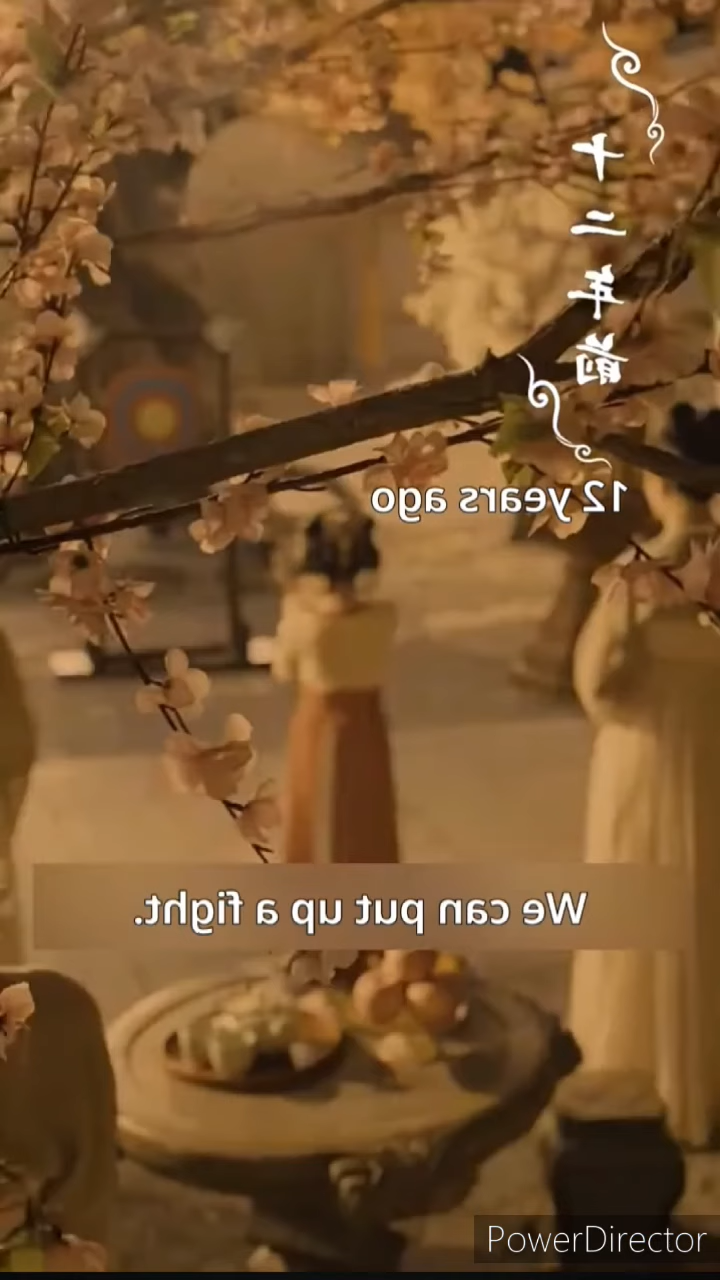 十二年前
12 years ago
We can put up a fight.
PowerDirector